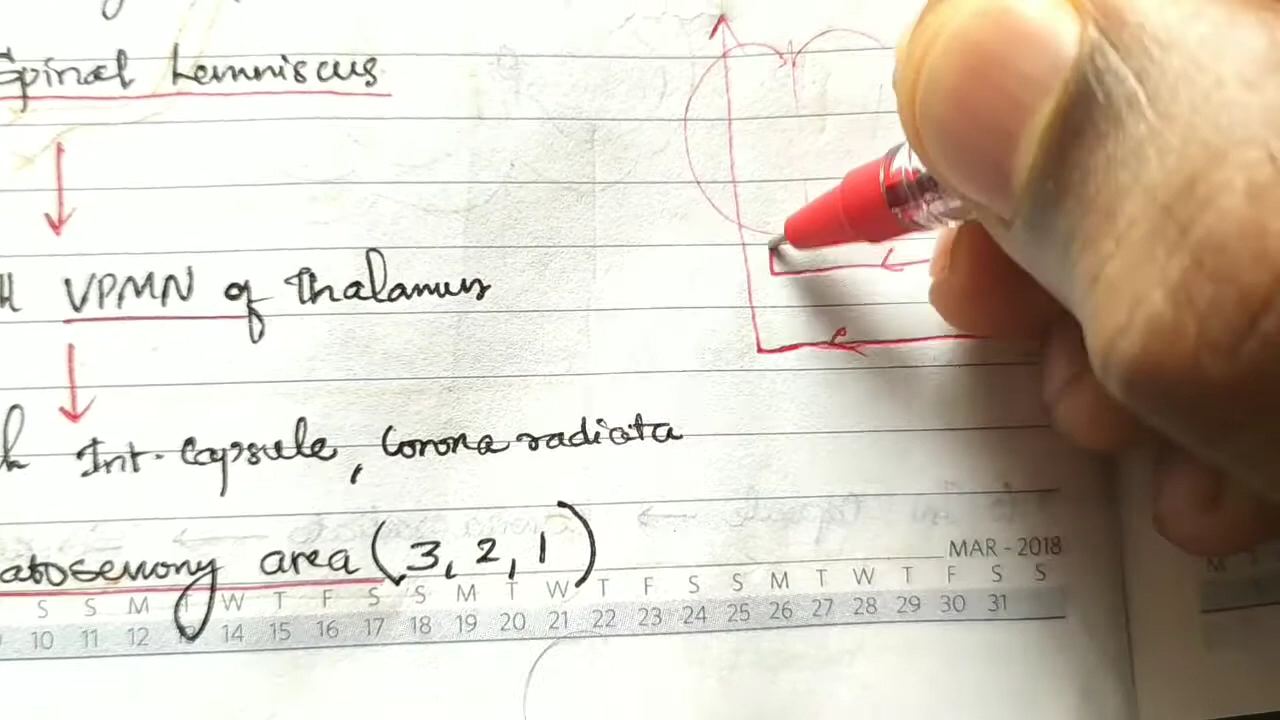 Spinal Lemniscus
VPMN of Thalamus
Int. Capsule, Corona radiata
atosensory area (3, 2, 1)
MAR - 2018
S S M T W T F S S M T W T F S S M T W T F S S
10 11 12 14 15 16 17 18 19 20 21 22 23 24 25 26 27 28 29 30 31